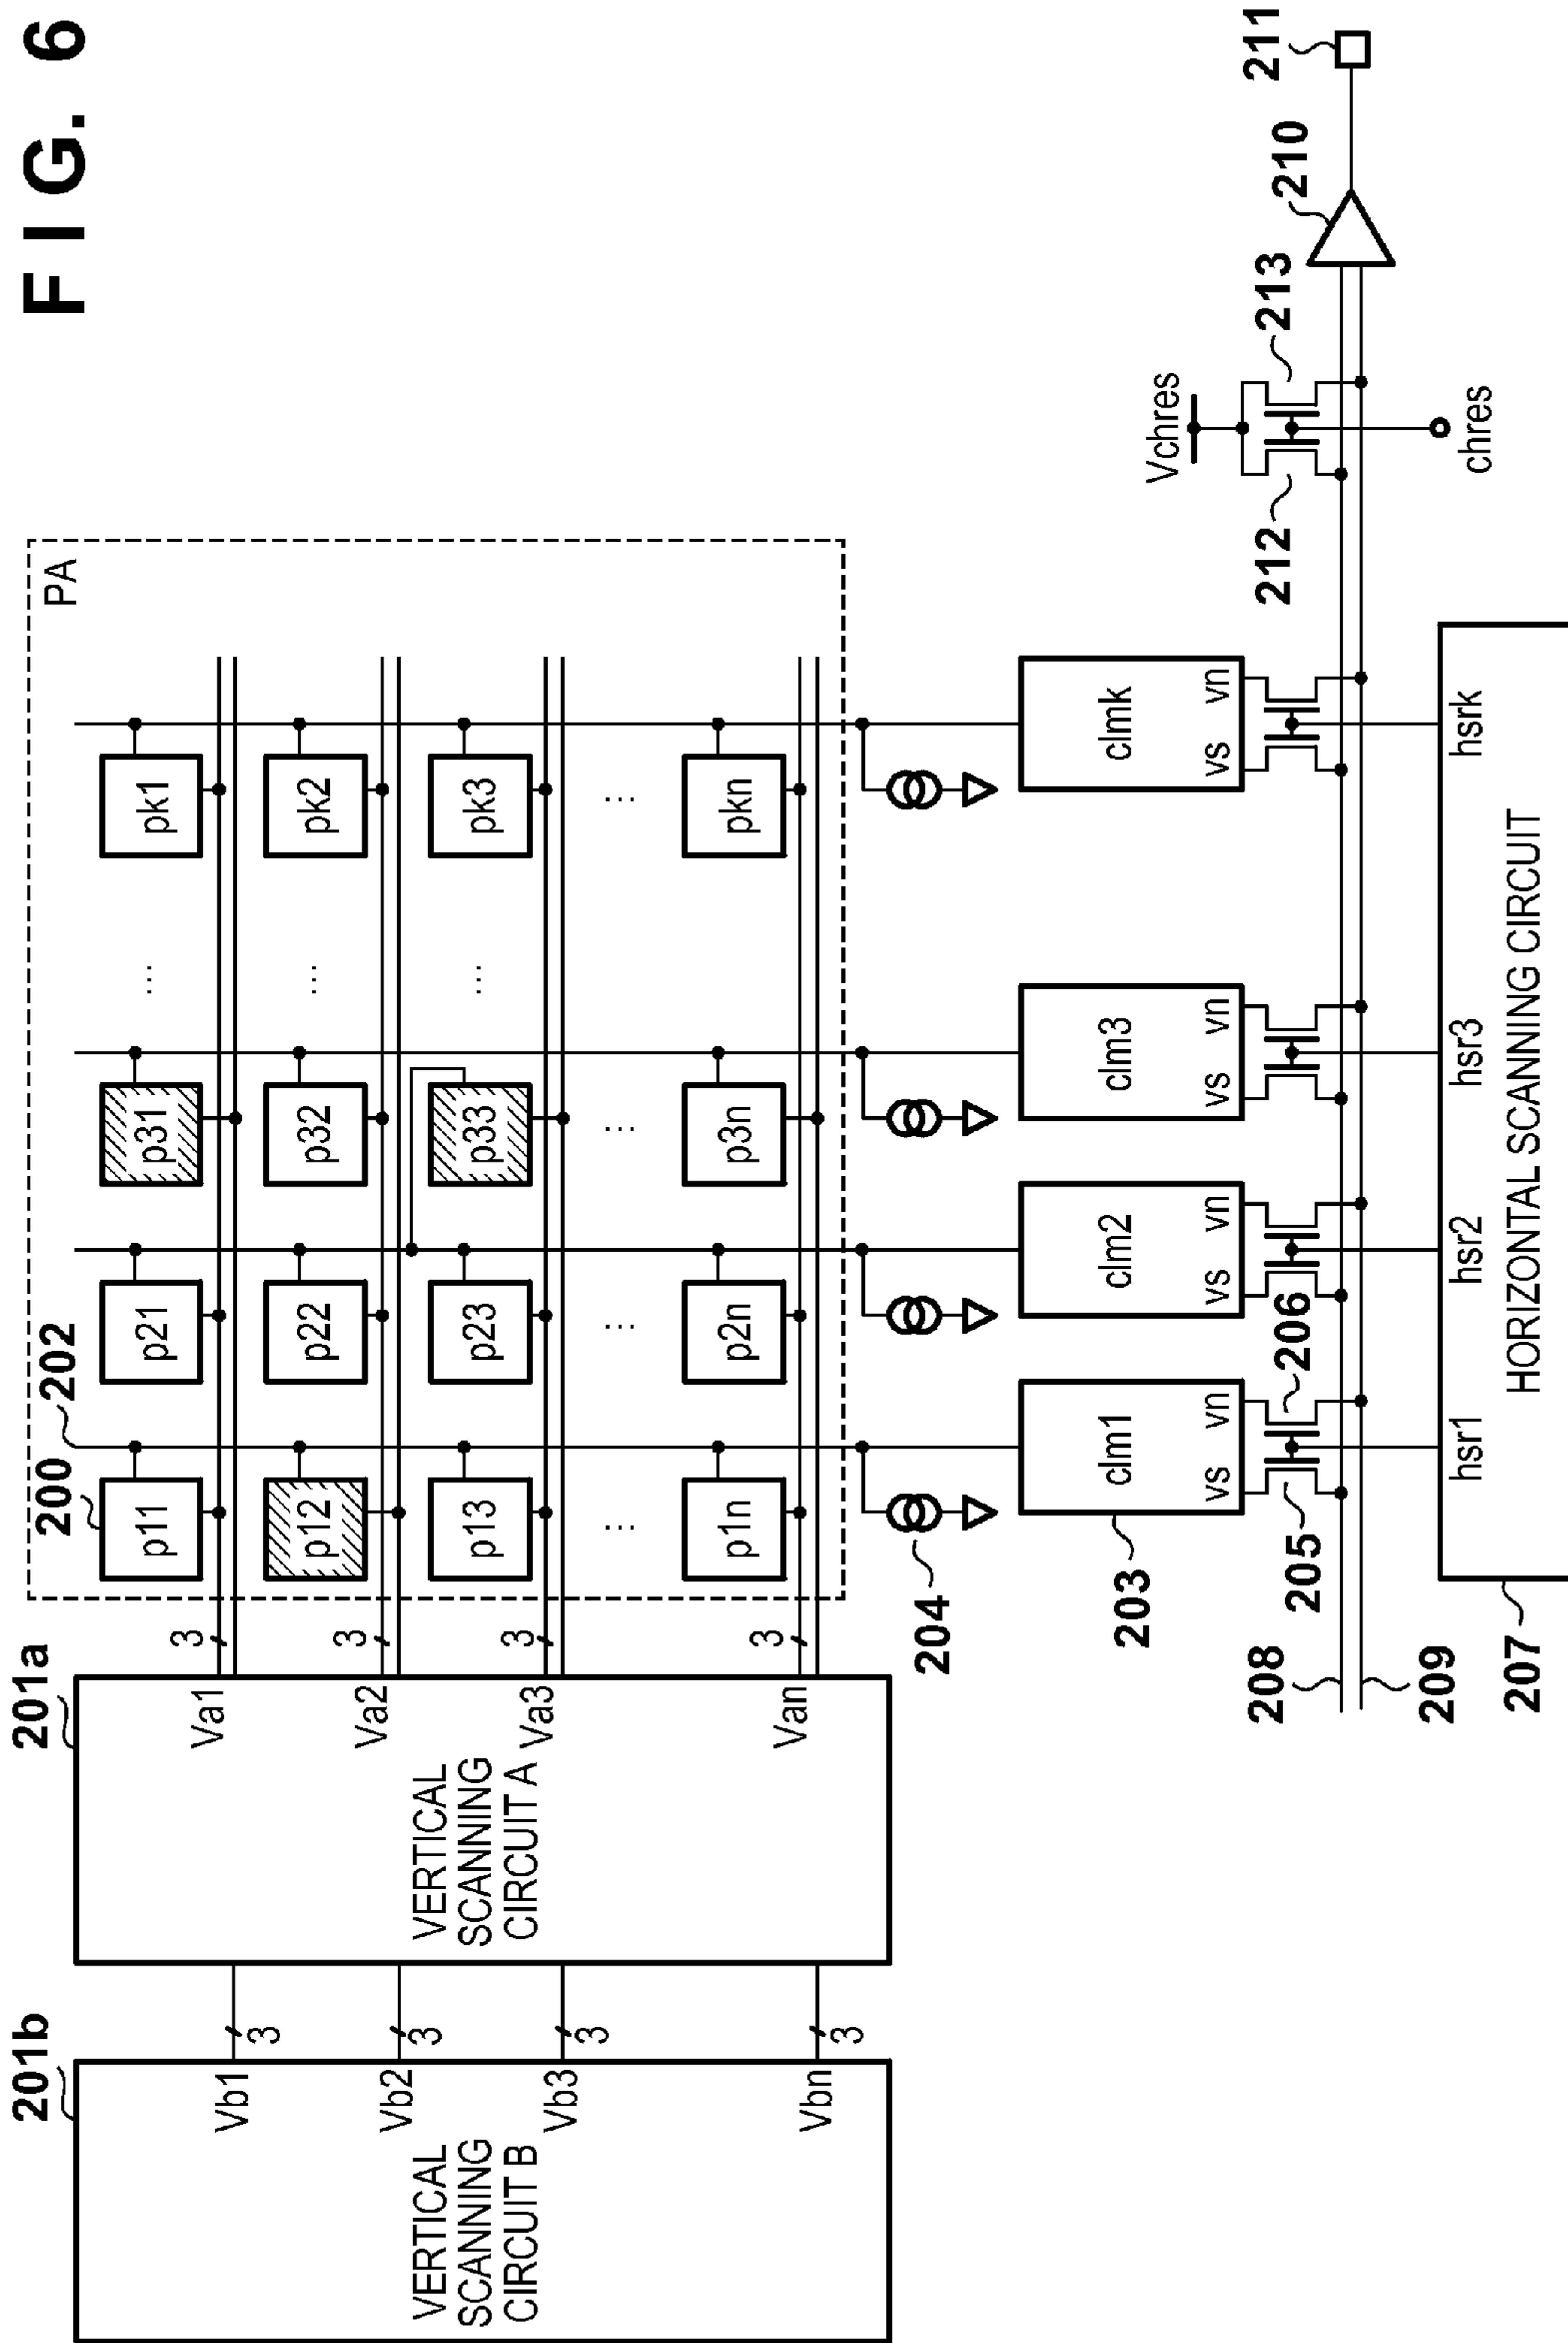 FIG. 6
201b
201a
200
202
PA
VERTICAL
SCANNING
CIRCUIT B
Vb1
Vb2
Vb3
Vbn
3
3
3
3
VERTICAL
SCANNING
CIRCUIT A
Va1
Va2
Va3
Van
3
3
3
3
p11
p21
p31
...
pk1
p12
p22
p32
...
pk2
p13
p23
p33
...
pk3
...
...
...
...
p1n
p2n
p3n
pkn
204
203
clm1
vs
vn
clm2
vs
vn
clm3
vs
vn
clmk
vs
vn
205
206
208
209
207
hsr1
hsr2
hsr3
hsrk
HORIZONTAL SCANNING CIRCUIT
Vchres
212
213
chres
210
211